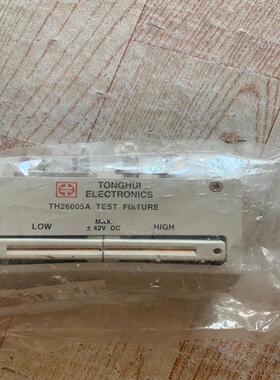 TONGHUI
ELECTRONICS
TH26005A TEST FIXTURE
LOW MAX. HIGH
± 42V DC